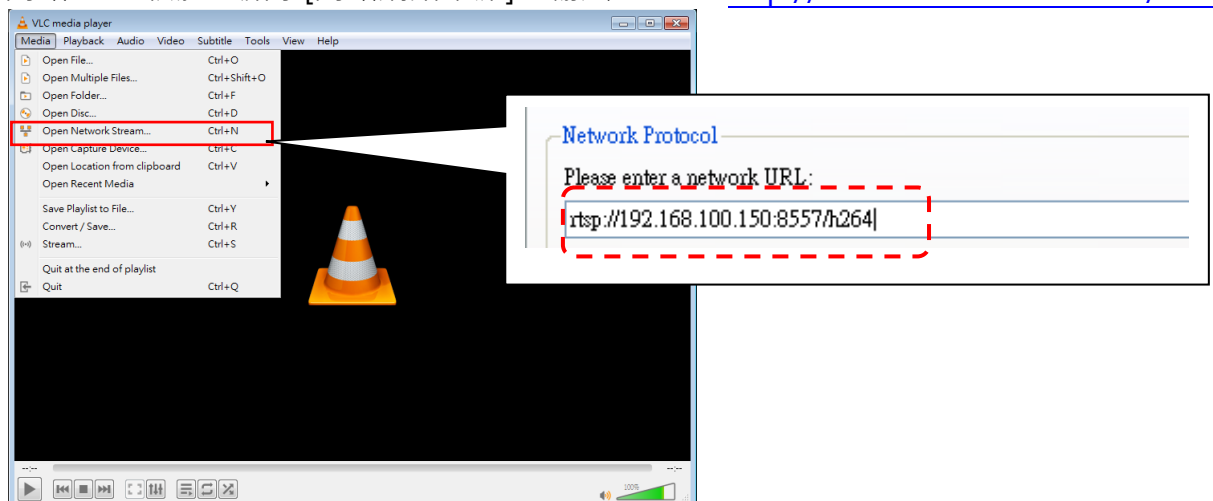 VLC media player
Media Playback Audio Video Subtitle Tools View Help
Open File... Ctrl+O
Open Multiple Files... Ctrl+Shift+O
Open Folder... Ctrl+F
Open Disc... Ctrl+D
Open Network Stream... Ctrl+N
Open Capture Device... Ctrl+C
Open Location from clipboard Ctrl+V
Open Recent Media
Save Playlist to File... Ctrl+Y
Convert / Save... Ctrl+R
Stream... Ctrl+S
Quit at the end of playlist
Quit Ctrl+Q
Network Protocol
Please enter a network URL:
rtsp://192.168.100.150:8557/h264
--:-- --:--
100%